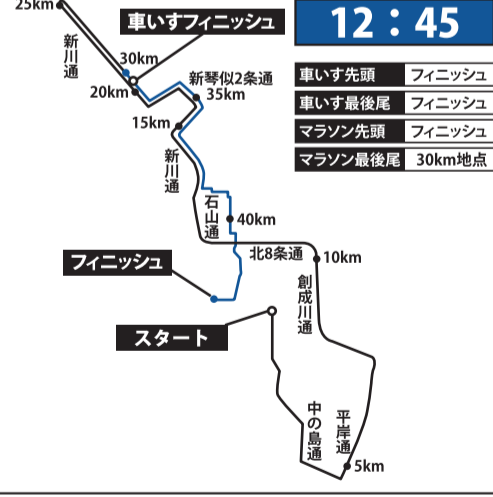 25km
車いすフィニッシュ
12：45
新川通
30km
新琴似2条通
20km
35km
15km
新川通
車いす先頭 フィニッシュ
車いす最後尾 フィニッシュ
マラソン先頭 フィニッシュ
マラソン最後尾 30km地点
石山通
40km
北8条通
10km
フィニッシュ
創成川通
スタート
中の島通
平岸通
5km